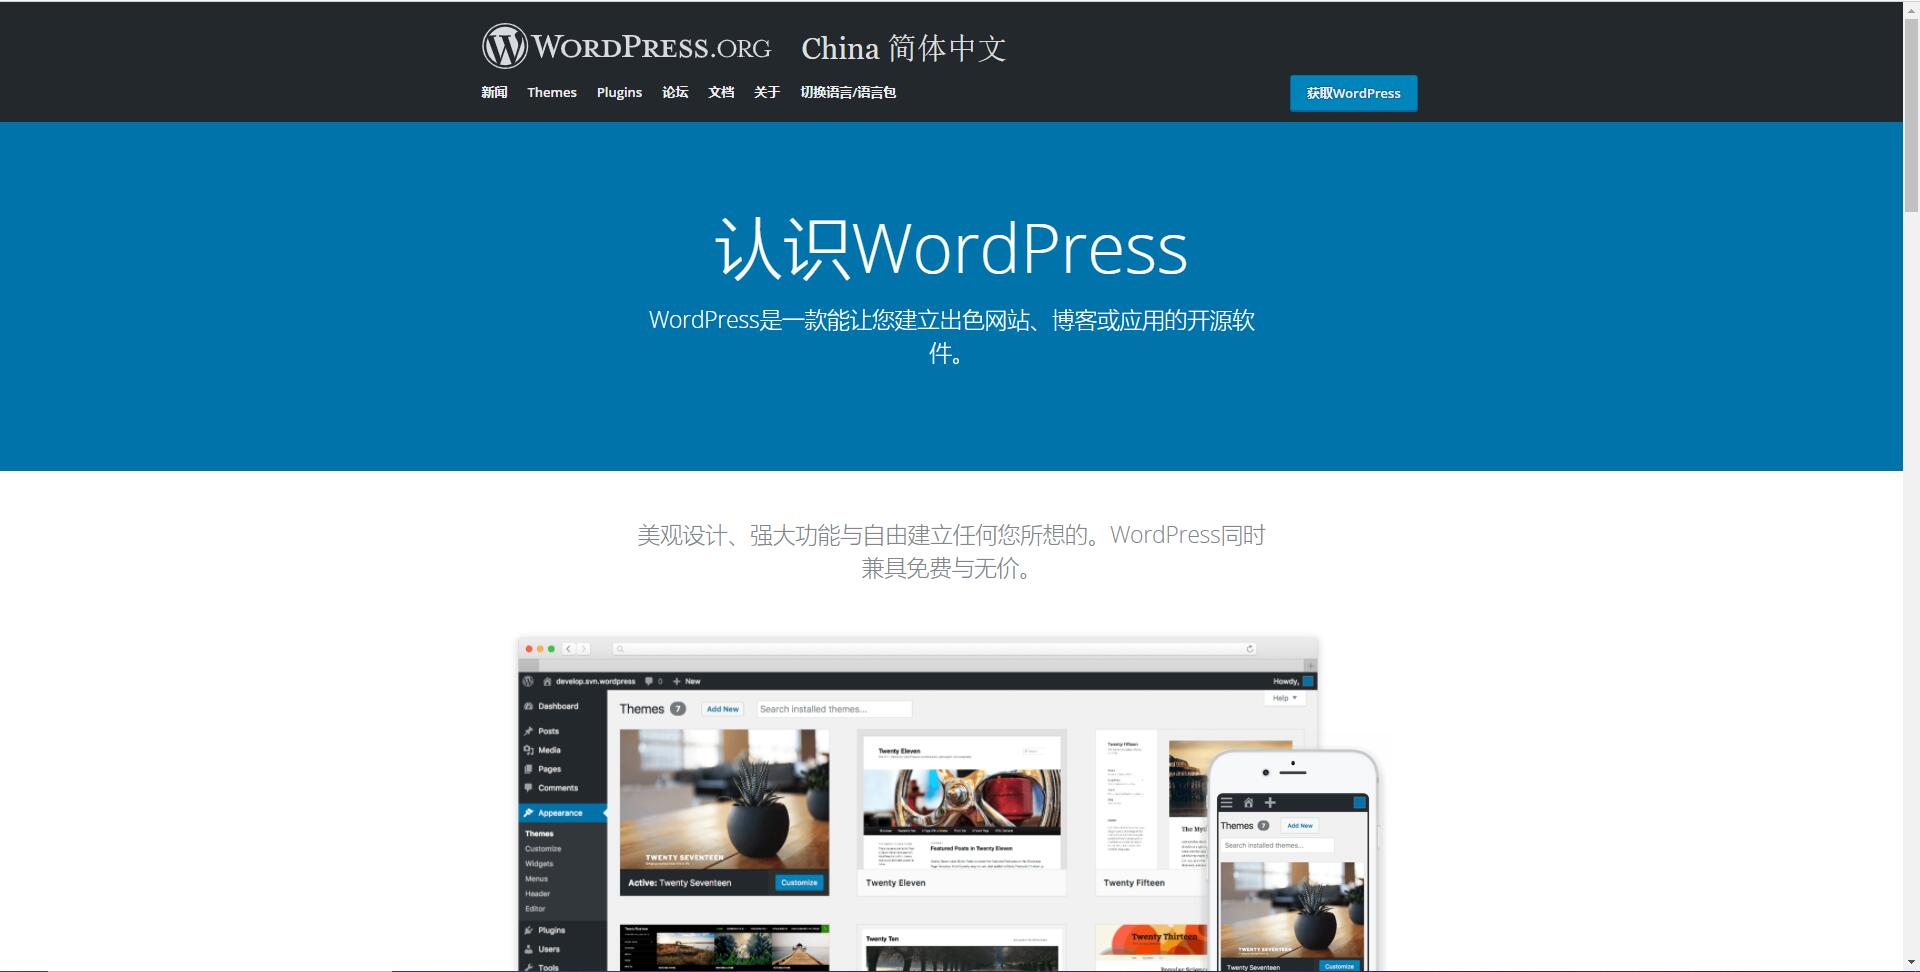 WORDPRESS.ORG China 简体中文
新闻 Themes Plugins 论坛 文档 关于 切换语言/语言包
获取WordPress
认识WordPress
WordPress是一款能让您建立出色网站、博客或应用的开源软
件。
美观设计、强大功能与自由建立任何您所想的。WordPress同时
兼具免费与无价。
develop.svn.wordpress 0 New Howdy,
Help
Dashboard
Posts
Media
Pages
Comments
Appearance
Themes
Customize
Widgets
Menus
Header
Editor
Plugins
Users
Tools
Themes 7 Add New Search installed themes...
TWENTY SEVENTEEN
Active: Twenty Seventeen Customize
Twenty Eleven
Featured Posts in Twenty Eleven
Twenty Eleven
Twenty Fifteen
The Myt
Twenty Fifteen
Twenty Ten
Twenty Thirteen
Popular Science
Themes 7 Add New
Search installed themes...
TWENTY SEVENTEEN
Twenty Seventeen Customize